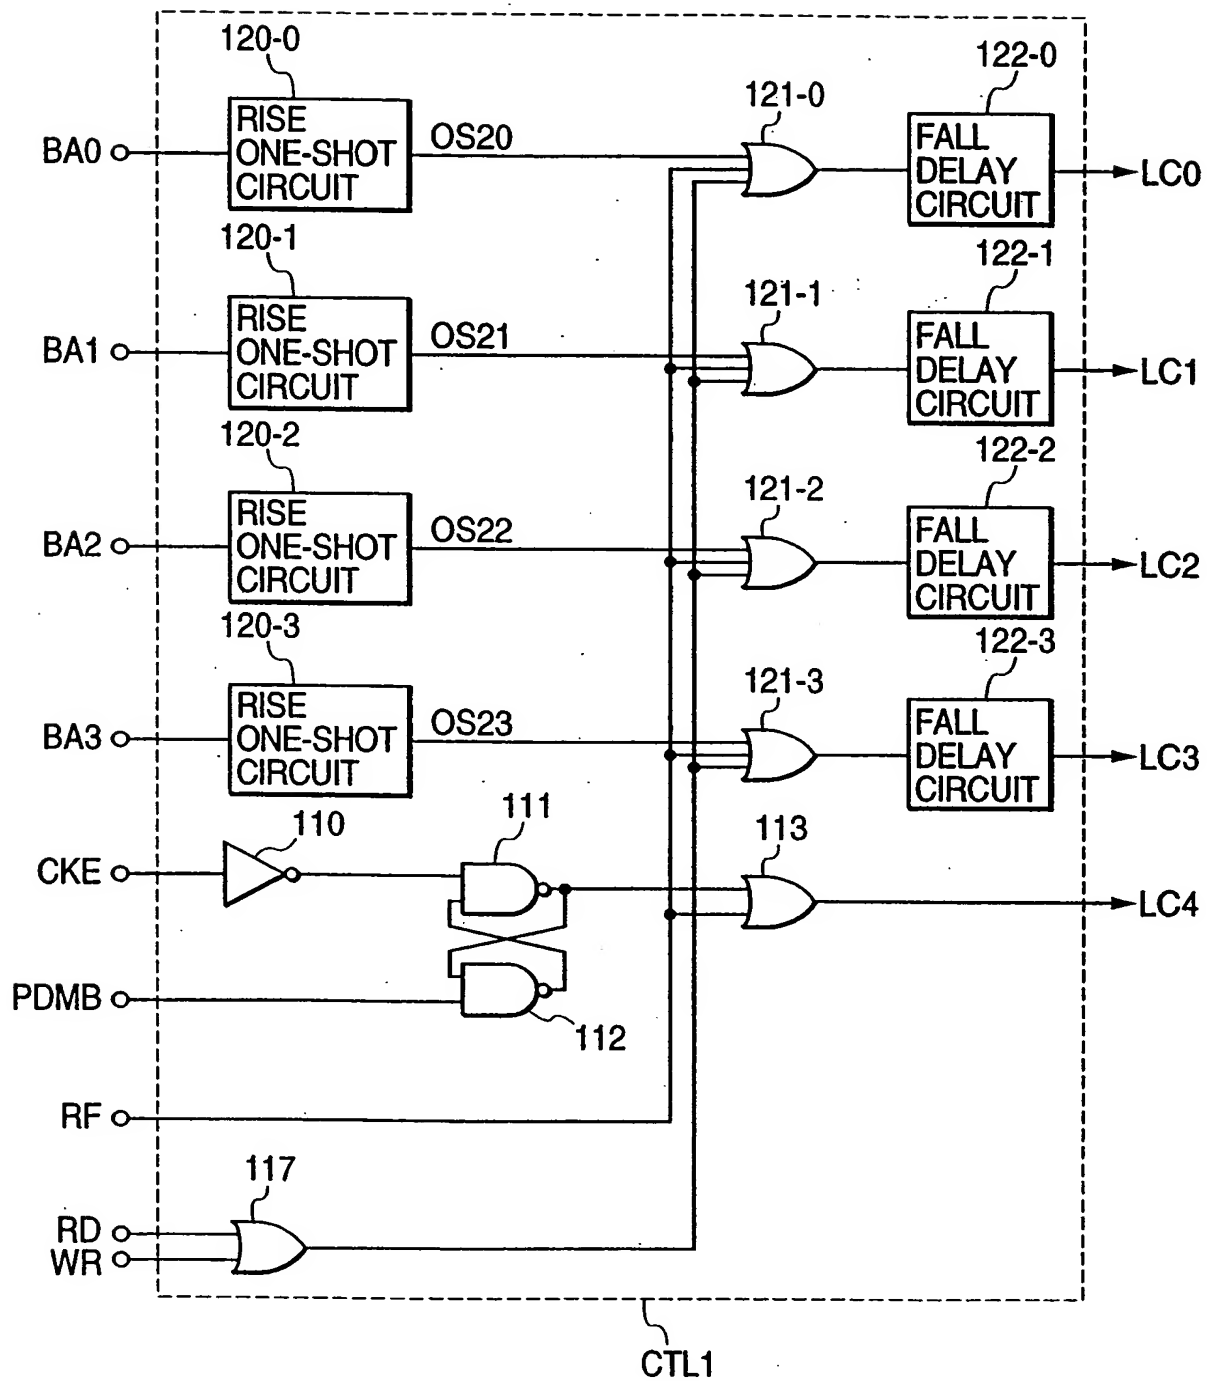 120-0
122-0
121-0
BA0
RISE
ONE-SHOT
CIRCUIT
OS20
FALL
DELAY
CIRCUIT
LC0
120-1
122-1
121-1
BA1
RISE
ONE-SHOT
CIRCUIT
OS21
FALL
DELAY
CIRCUIT
LC1
120-2
122-2
121-2
BA2
RISE
ONE-SHOT
CIRCUIT
OS22
FALL
DELAY
CIRCUIT
LC2
120-3
122-3
121-3
BA3
RISE
ONE-SHOT
CIRCUIT
OS23
FALL
DELAY
CIRCUIT
LC3
110
111
113
CKE
LC4
PDMB
112
RF
117
RD
WR
CTL1